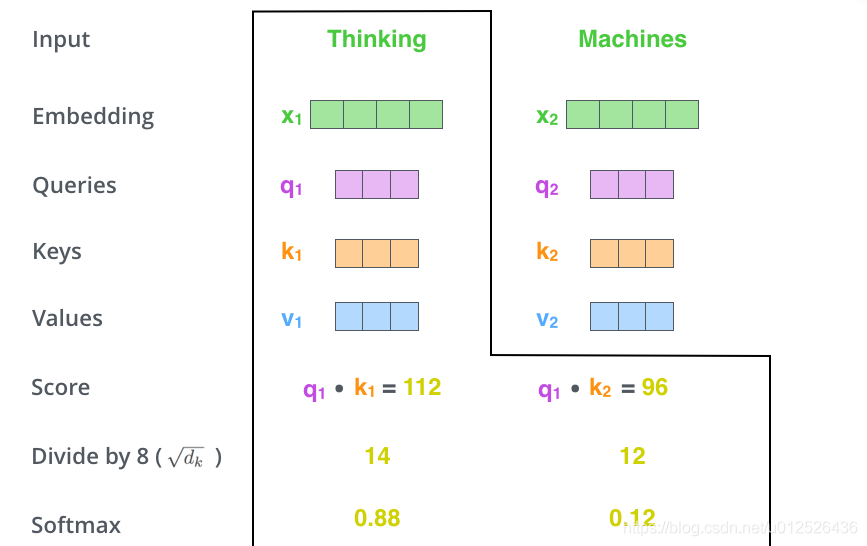 Input Thinking Machines
Embedding x₁ x₂
Queries q₁ q₂
Keys k₁ k₂
Values v₁ v₂
Score q₁ • k₁ = 112 q₁ • k₂ = 96
Divide by 8 ( √dₖ ) 14 12
Softmax 0.88 0.12
https://blog.csdn.net/u012526436